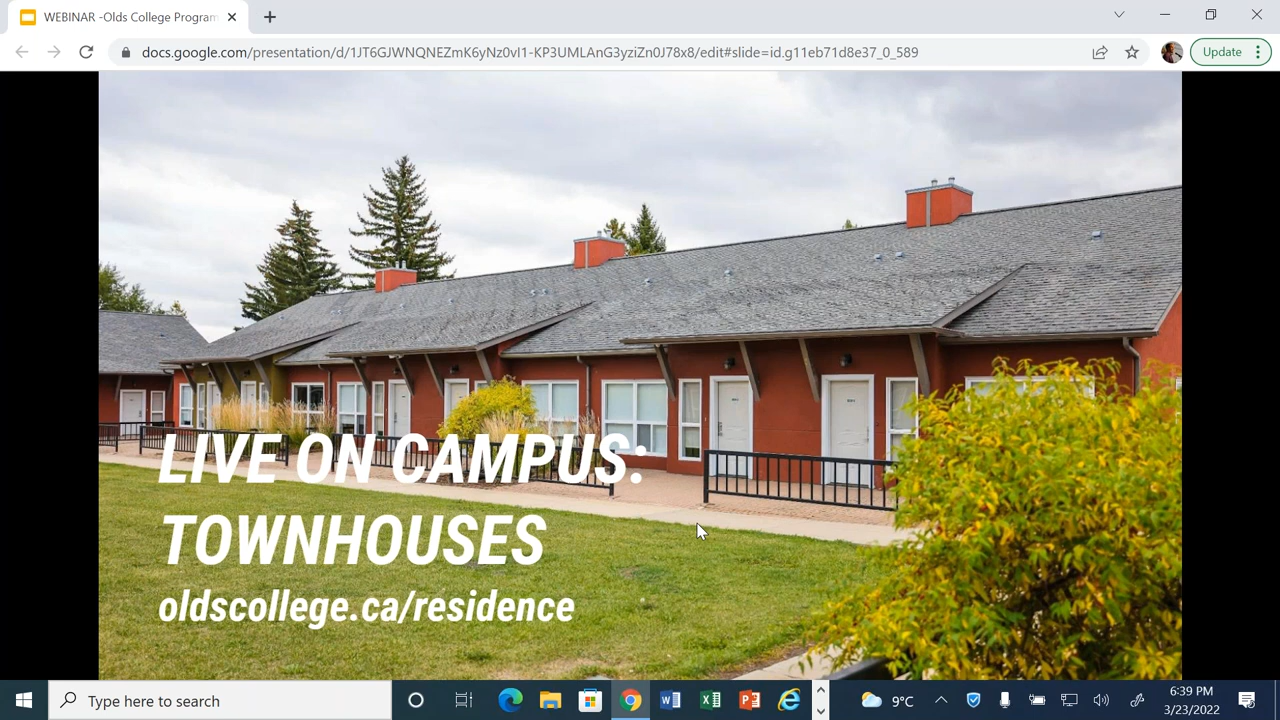 WEBINAR -Olds College Program
docs.google.com/presentation/d/1JT6GJWNQNEZmK6yNz0vI1-KP3UMLAnG3yziZn0J78x8/edit#slide=id.g11eb71d8e37_0_589
Update
LIVE ON CAMPUS:
TOWNHOUSES
oldscollege.ca/residence
Type here to search
9°C
6:39 PM
3/23/2022